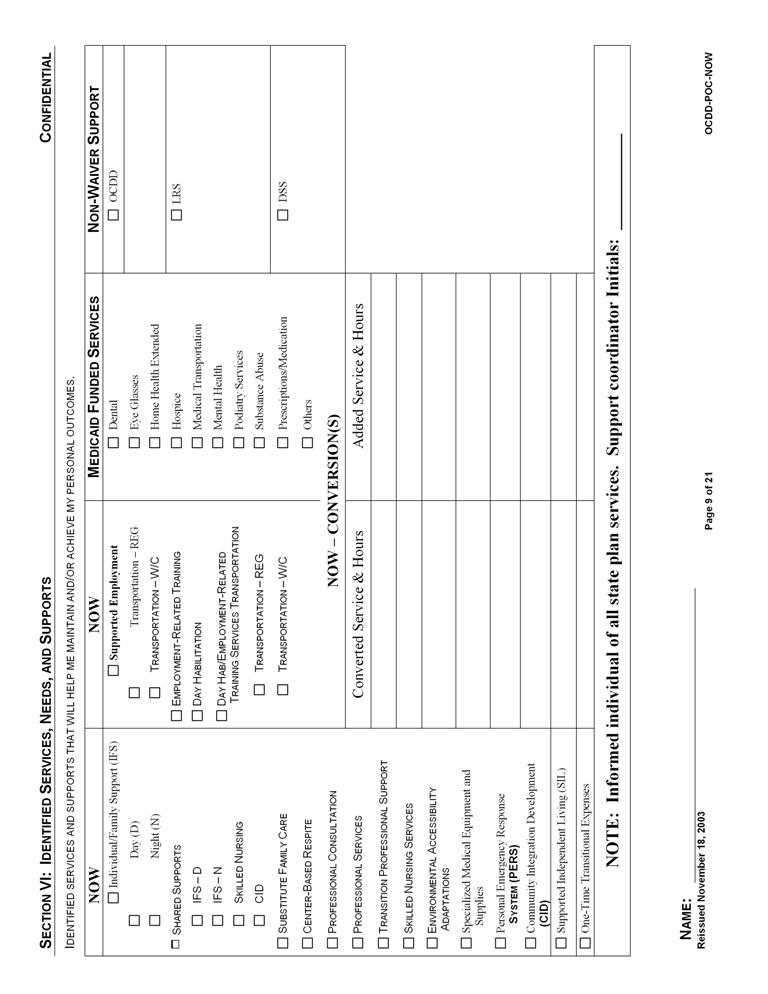 SECTION VI: IDENTIFIED SERVICES, NEEDS, AND SUPPORTS CONFIDENTIAL
IDENTIFIED SERVICES AND SUPPORTS THAT WILL HELP ME MAINTAIN AND/OR ACHIEVE MY PERSONAL OUTCOMES.
NOW NOW MEDICAID FUNDED SERVICES NON-WAIVER SUPPORT
☐ Individual/Family Support (IFS) ☐ Supported Employment ☐ Dental ☐ OCDD
☐ Day (D) ☐ Transportation – REG ☐ Eye Glasses
☐ Night (N) ☐ TRANSPORTATION – W/C ☐ Home Health Extended
☐ SHARED SUPPORTS ☐ EMPLOYMENT-RELATED TRAINING ☐ Hospice ☐ LRS
☐ IFS – D ☐ DAY HABILITATION ☐ Medical Transportation
☐ IFS – N ☐ DAY HAB/EMPLOYMENT-RELATED ☐ Mental Health
☐ SKILLED NURSING TRAINING SERVICES TRANSPORTATION ☐ Podiatry Services
☐ CID ☐ TRANSPORTATION – REG ☐ Substance Abuse
☐ SUBSTITUTE FAMILY CARE ☐ TRANSPORTATION – W/C ☐ Prescriptions/Medication ☐ DSS
☐ CENTER-BASED RESPITE ☐ Others
☐ PROFESSIONAL CONSULTATION NOW – CONVERSION(S)
☐ PROFESSIONAL SERVICES Converted Service & Hours Added Service & Hours
☐ TRANSITION PROFESSIONAL SUPPORT
☐ SKILLED NURSING SERVICES
☐ ENVIRONMENTAL ACCESSIBILITY
ADAPTATIONS
☐ Specialized Medical Equipment and
Supplies
☐ Personal Emergency Response
SYSTEM (PERS)
☐ Community Integration Development
(CID)
☐ Supported Independent Living (SIL)
☐ One-Time Transitional Expenses
NOTE: Informed individual of all state plan services. Support coordinator Initials: ________
NAME: ____________________
Reissued November 18, 2003 Page 9 of 21 OCDD-POC-NOW